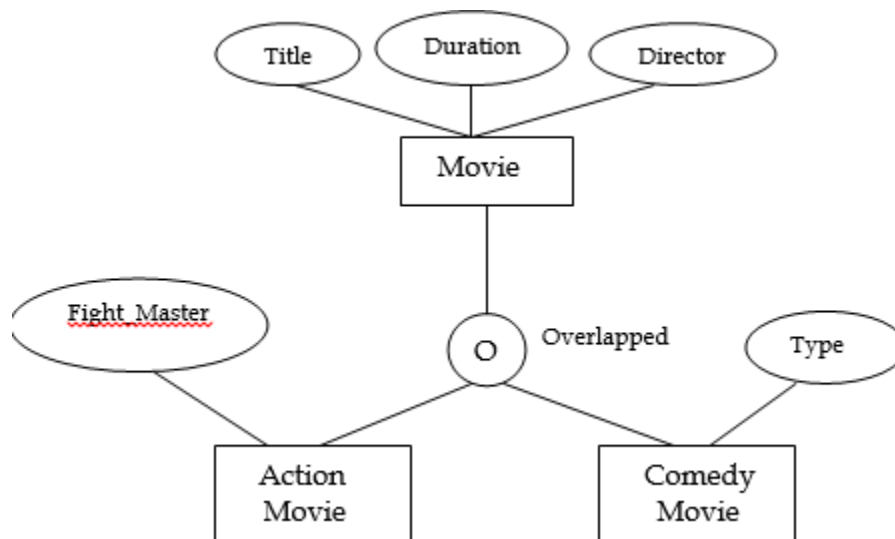 Title
Duration
Director
Movie
Fight_Master
O
Overlapped
Type
Action
Movie
Comedy
Movie